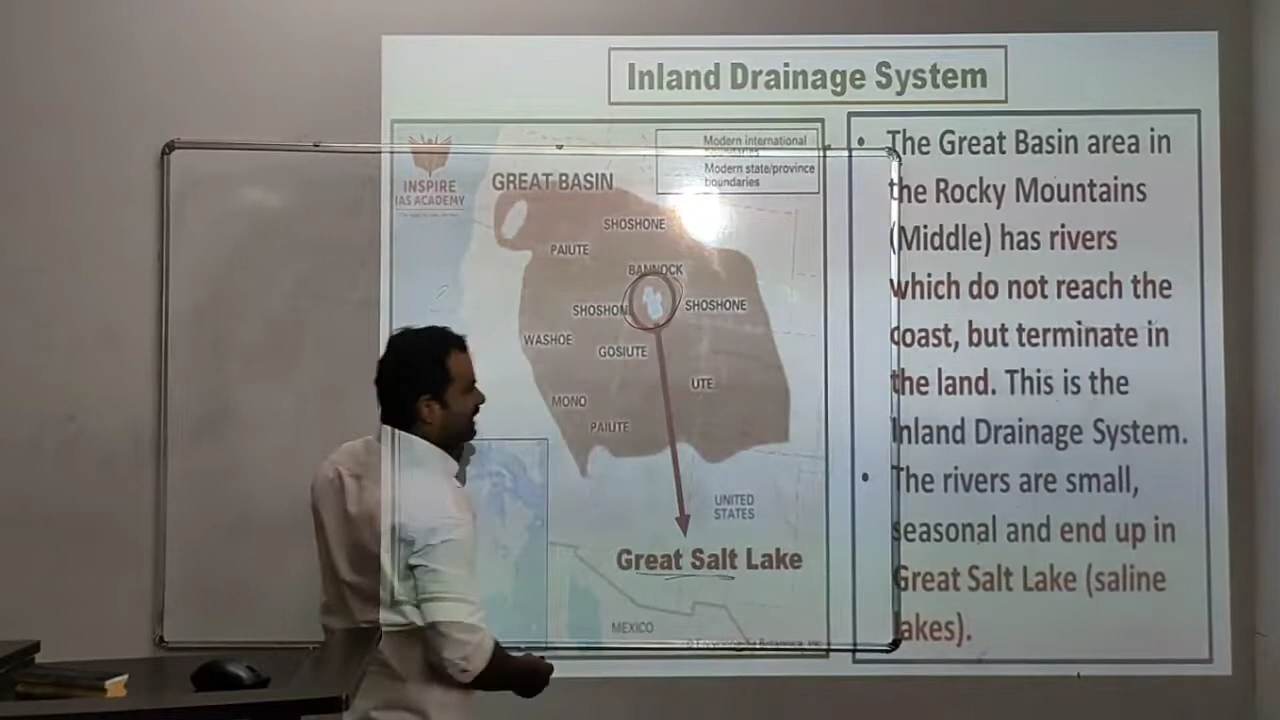 Inland Drainage System
INSPIRE
IAS ACADEMY
GREAT BASIN
Modern international
boundaries
Modern state/province
boundaries
SHOSHONE
PAIUTE
BANNOCK
SHOSHON
SHOSHONE
WASHOE
GOSIUTE
UTE
MONO
PAIUTE
UNITED
STATES
Great Salt Lake
MEXICO
• The Great Basin area in
the Rocky Mountains
(Middle) has rivers
which do not reach the
coast, but terminate in
the land. This is the
Inland Drainage System.
• The rivers are small,
seasonal and end up in
Great Salt Lake (saline
lakes).